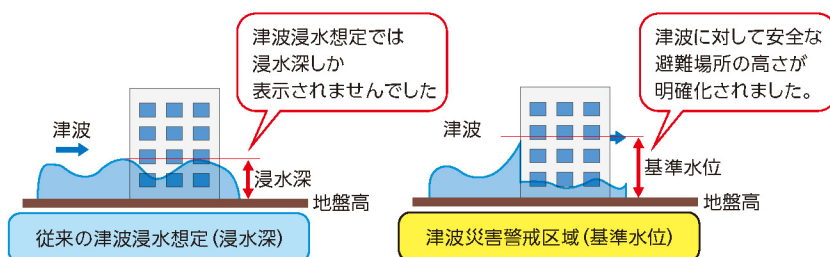 津波浸水想定では
浸水深しか
表示されませんでした
津波
浸水深
地盤高
従来の津波浸水想定(浸水深)
津波に対して安全な
避難場所の高さが
明確化されました。
津波
基準水位
地盤高
津波災害警戒区域(基準水位)